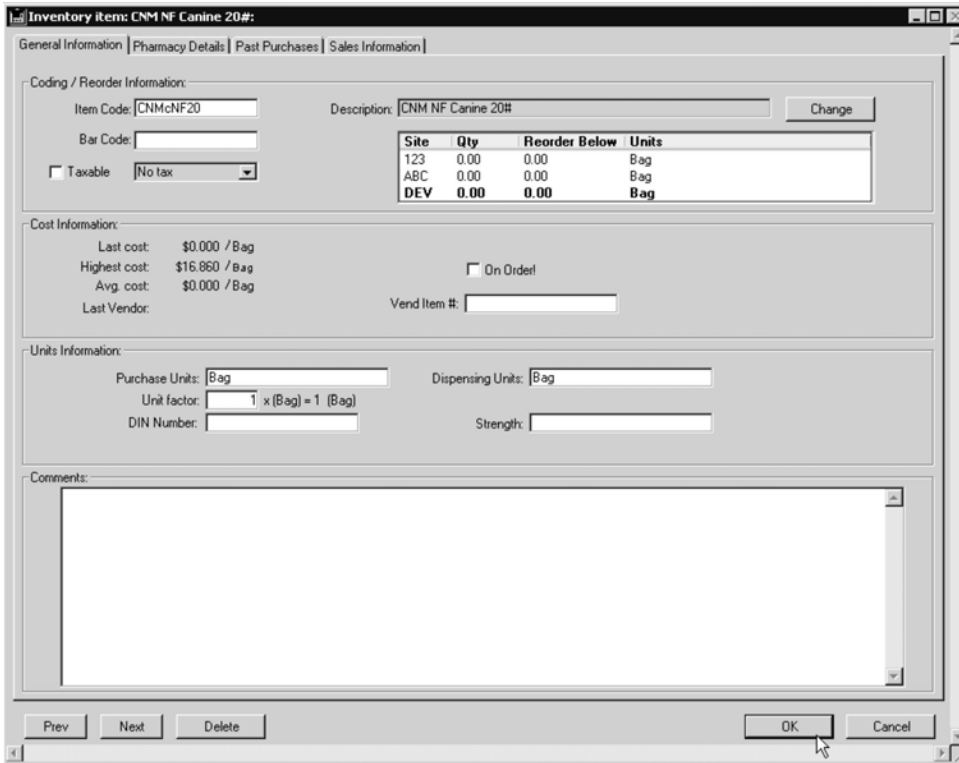 Inventory item: CNM NF Canine 20#:
General Information Pharmacy Details Past Purchases Sales Information
Coding / Reorder Information:
Item Code: CNMcNF20 Description: CNM NF Canine 20# Change
Bar Code:
Taxable No tax
Site Qty Reorder Below Units
123 0.00 0.00 Bag
ABC 0.00 0.00 Bag
DEV 0.00 0.00 Bag
Cost Information:
Last cost: $0.000 / Bag
Highest cost: $16.860 / Bag On Order!
Avg. cost: $0.000 / Bag
Last Vendor: Vend Item #:
Units Information:
Purchase Units: Bag Dispensing Units: Bag
Unit factor: 1 x (Bag) = 1 (Bag)
DIN Number: Strength:
Comments:
Prev Next Delete OK Cancel